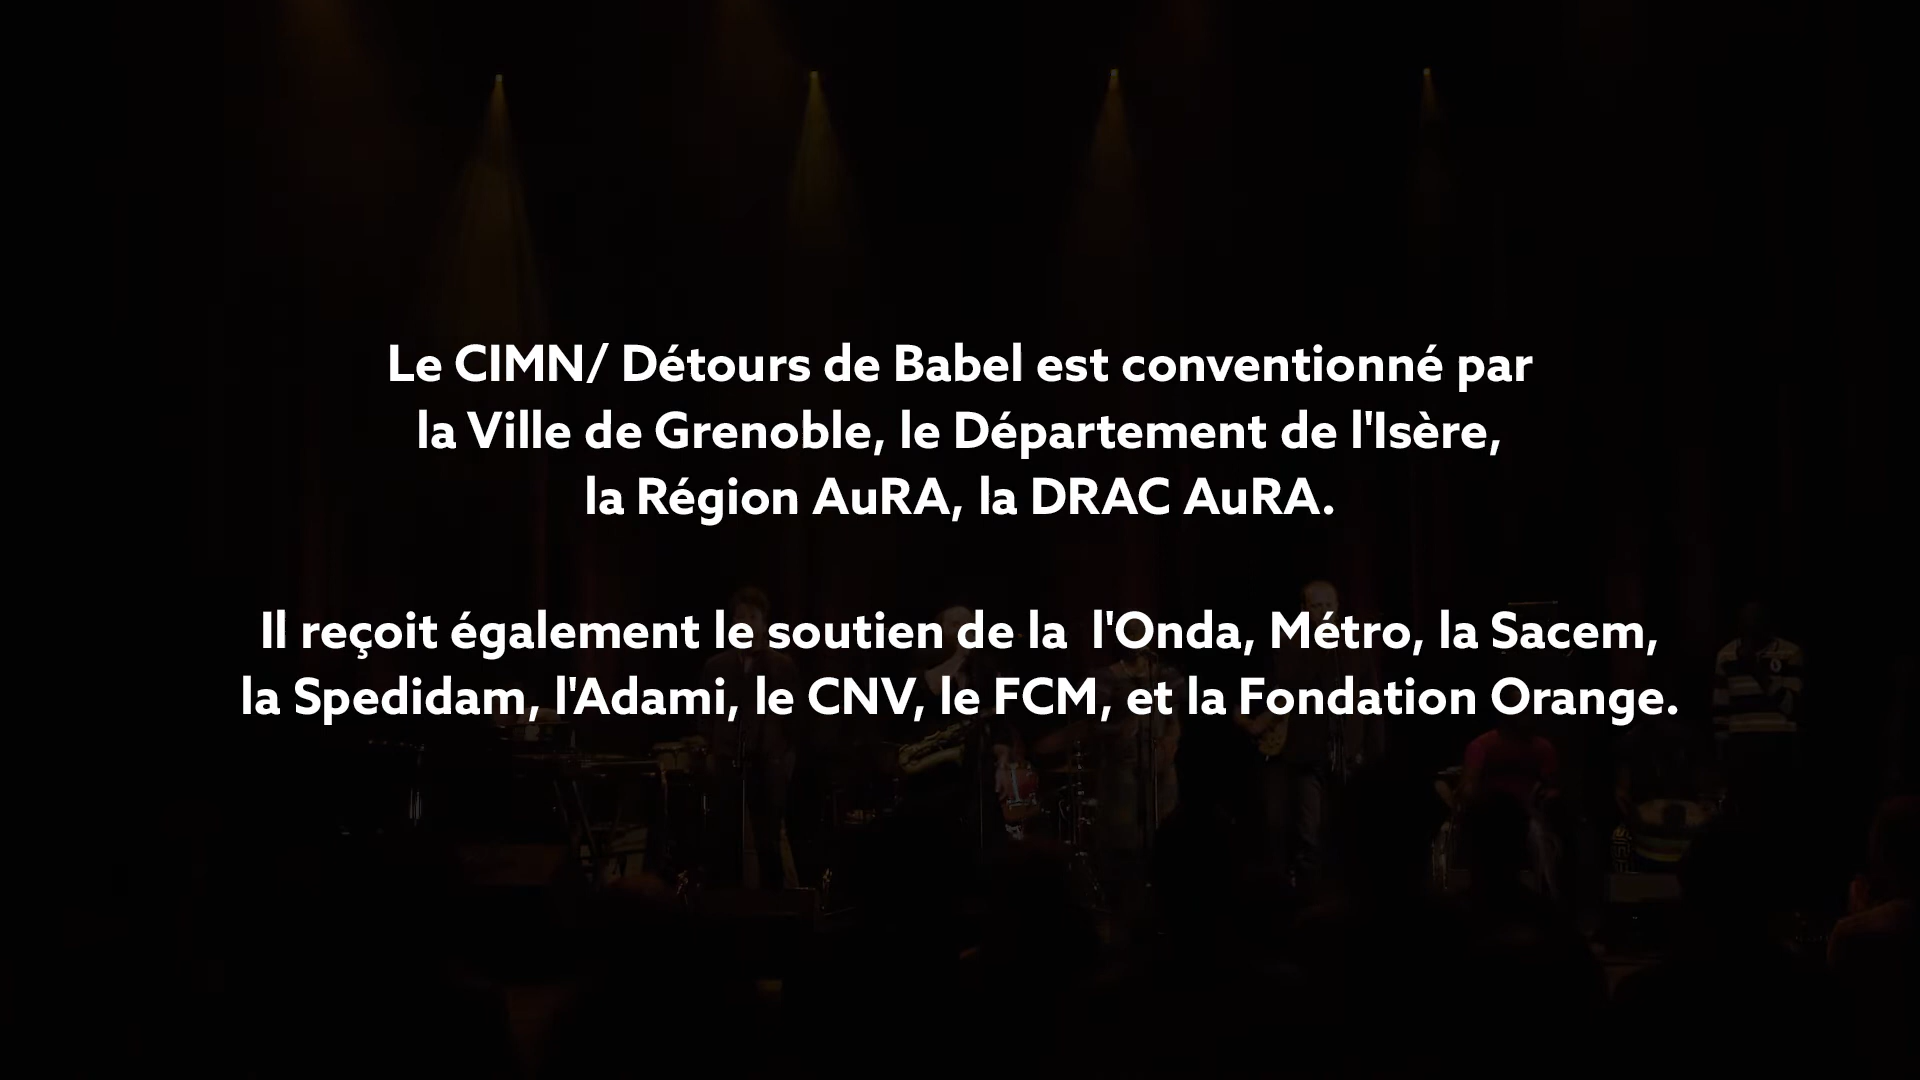 Le CIMN/ Détours de Babel est conventionné par
la Ville de Grenoble, le Département de l'Isère,
la Région AuRA, la DRAC AuRA.
Il reçoit également le soutien de la  l'Onda, Métro, la Sacem,
la Spedidam, l'Adami, le CNV, le FCM, et la Fondation Orange.